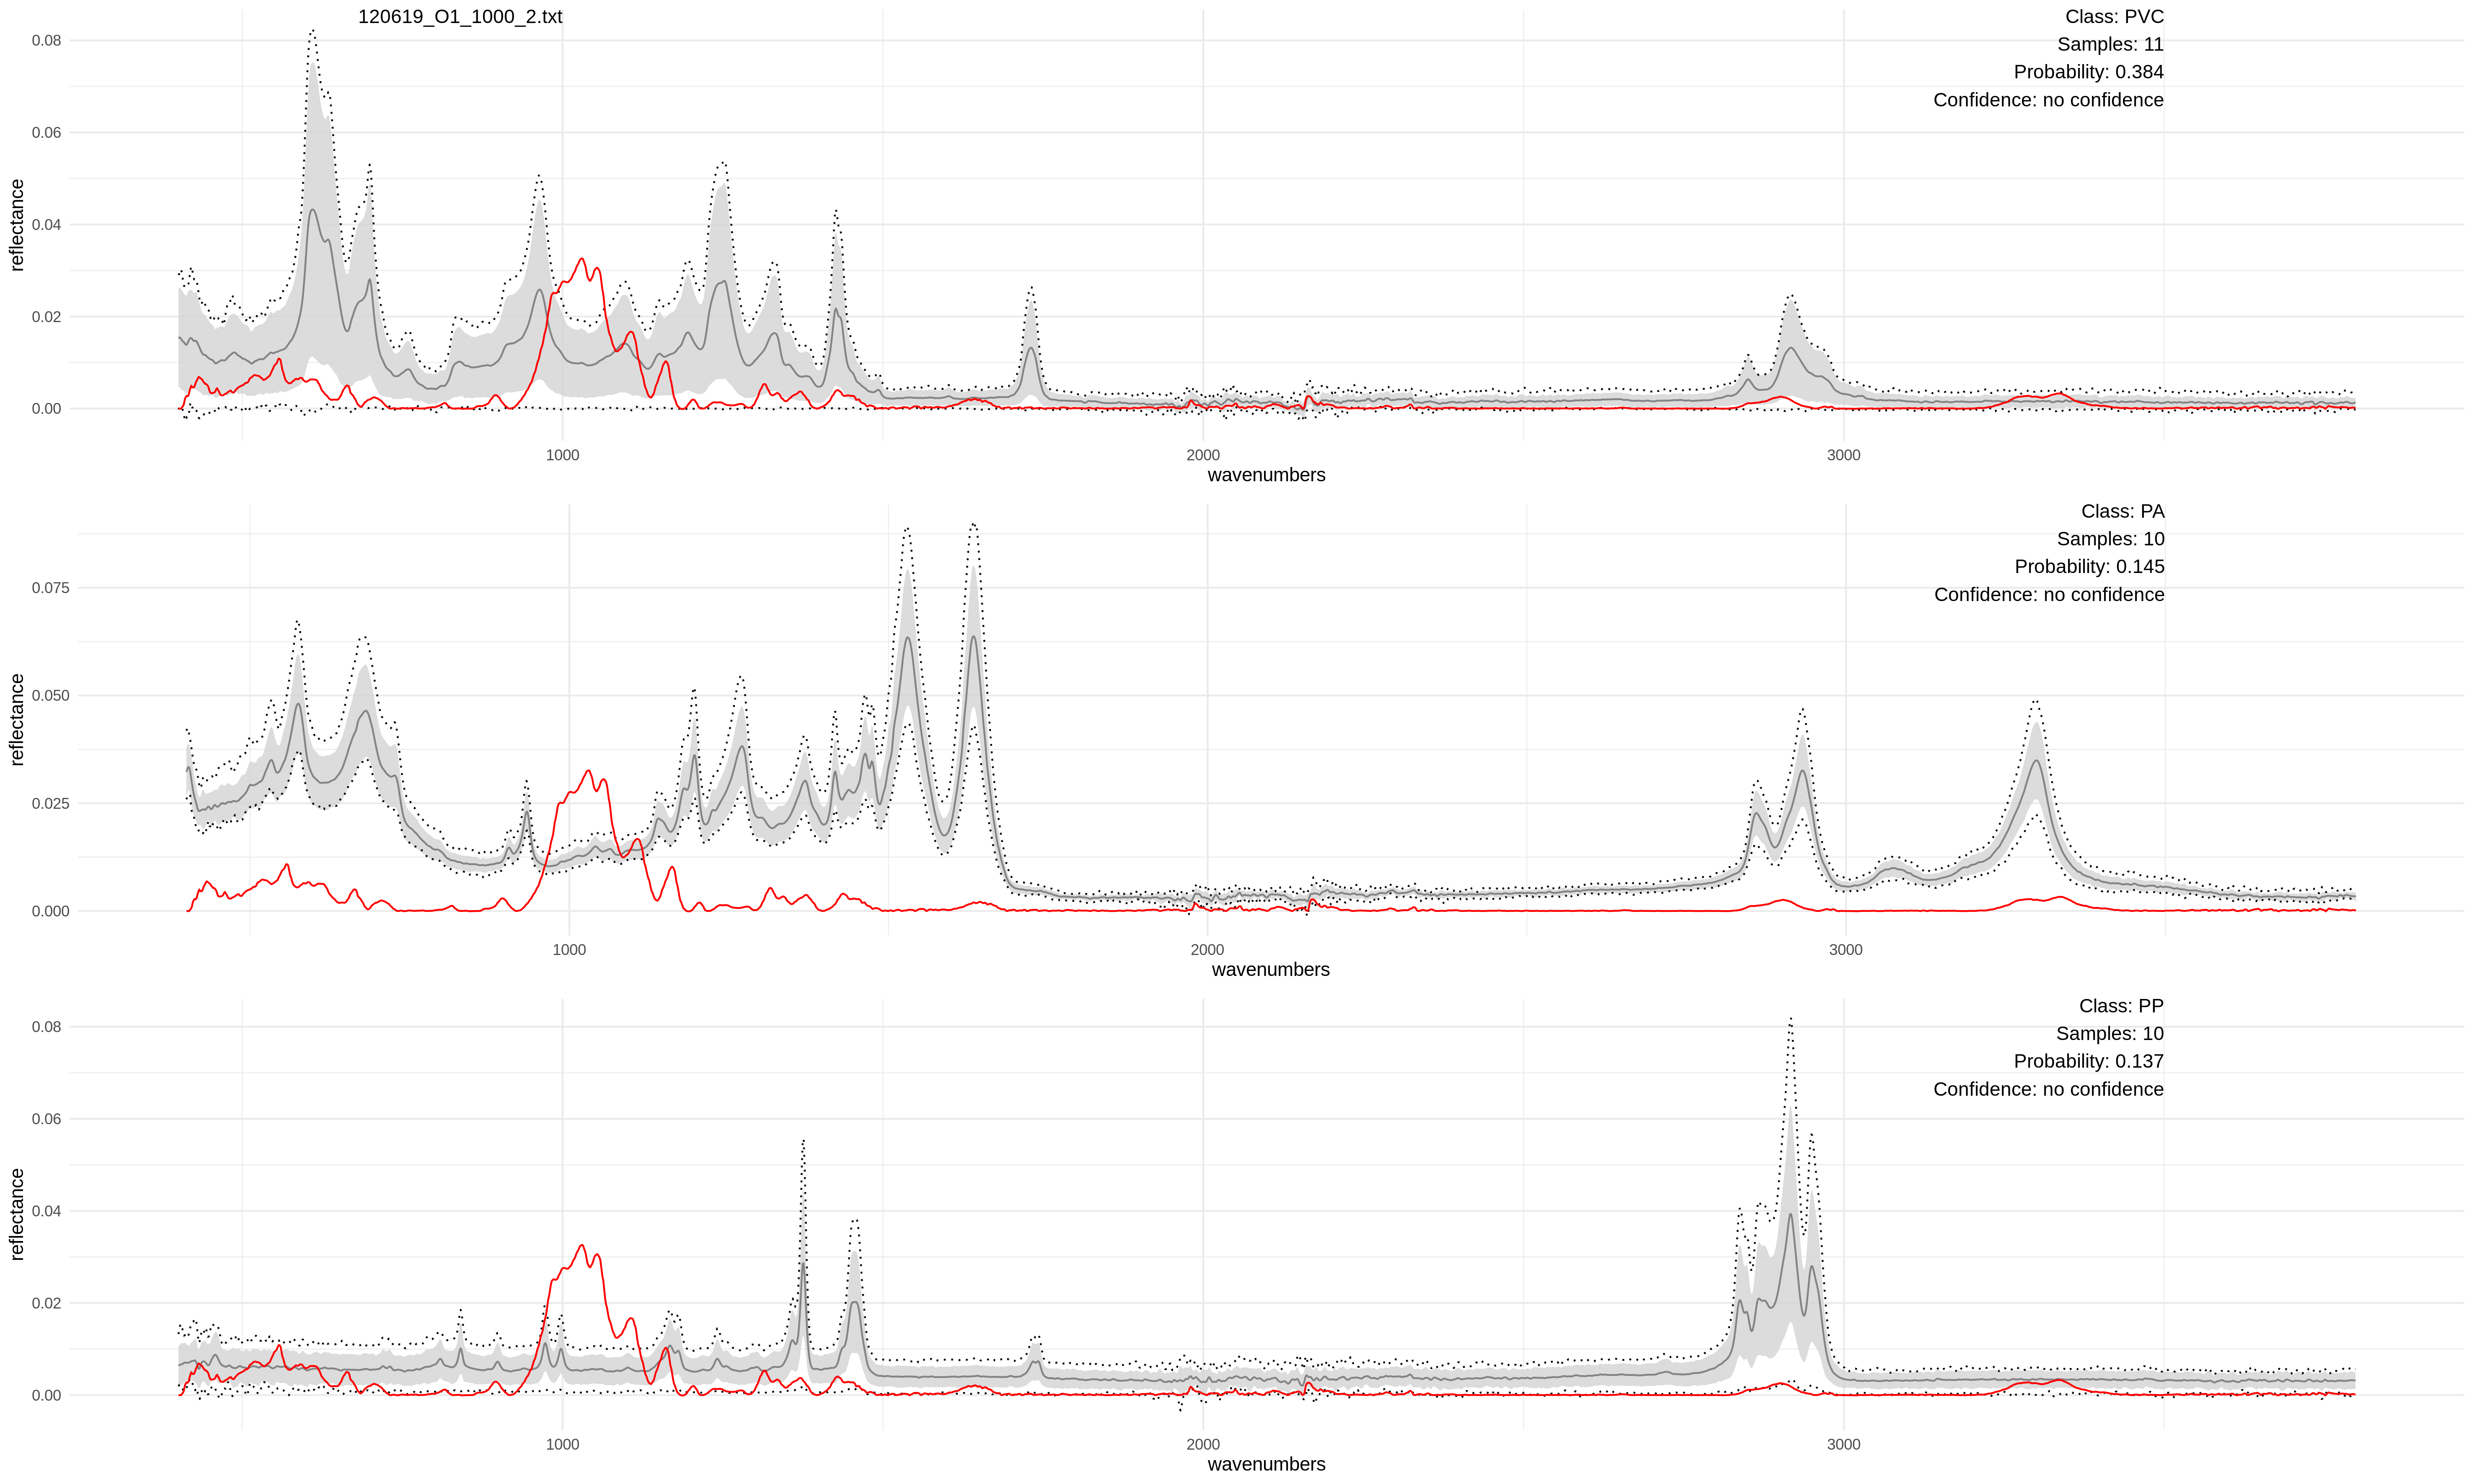 120619_O1_1000_2.txt
Class: PVC
Samples: 11
Probability: 0.384
Confidence: no confidence
reflectance
0.08
0.06
0.04
0.02
0.00
1000 2000 3000
wavenumbers
Class: PA
Samples: 10
Probability: 0.145
Confidence: no confidence
reflectance
0.075
0.050
0.025
0.000
1000 2000 3000
wavenumbers
Class: PP
Samples: 10
Probability: 0.137
Confidence: no confidence
reflectance
0.08
0.06
0.04
0.02
0.00
1000 2000 3000
wavenumbers